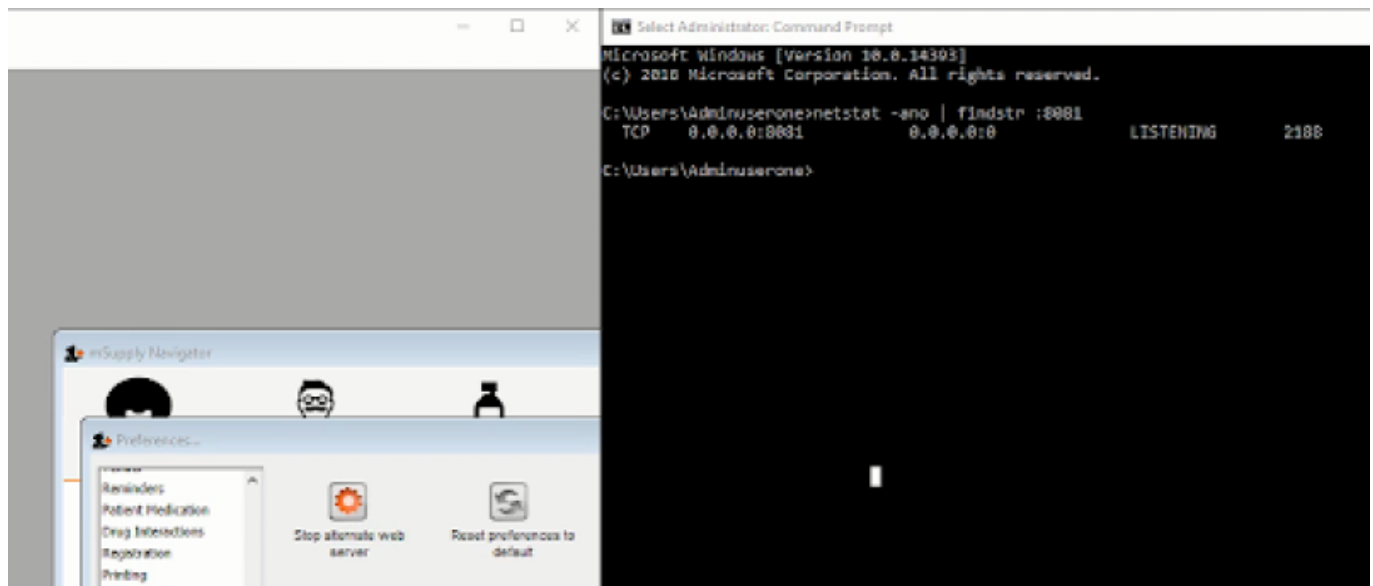 Select Administrator: Command Prompt
Microsoft Windows [Version 10.0.14393]
(c) 2016 Microsoft Corporation. All rights reserved.
C:\Users\Adminuserone>netstat -ano | findstr :8081
TCP 0.0.0.0:8081 0.0.0.0:0 LISTENING 2188
C:\Users\Adminuserone>
mSupply Navigator
Preferences...
Reminders
Patient Medication
Drug Interactions
Registration
Printing
Stop alternate web
server
Reset preferences to
default